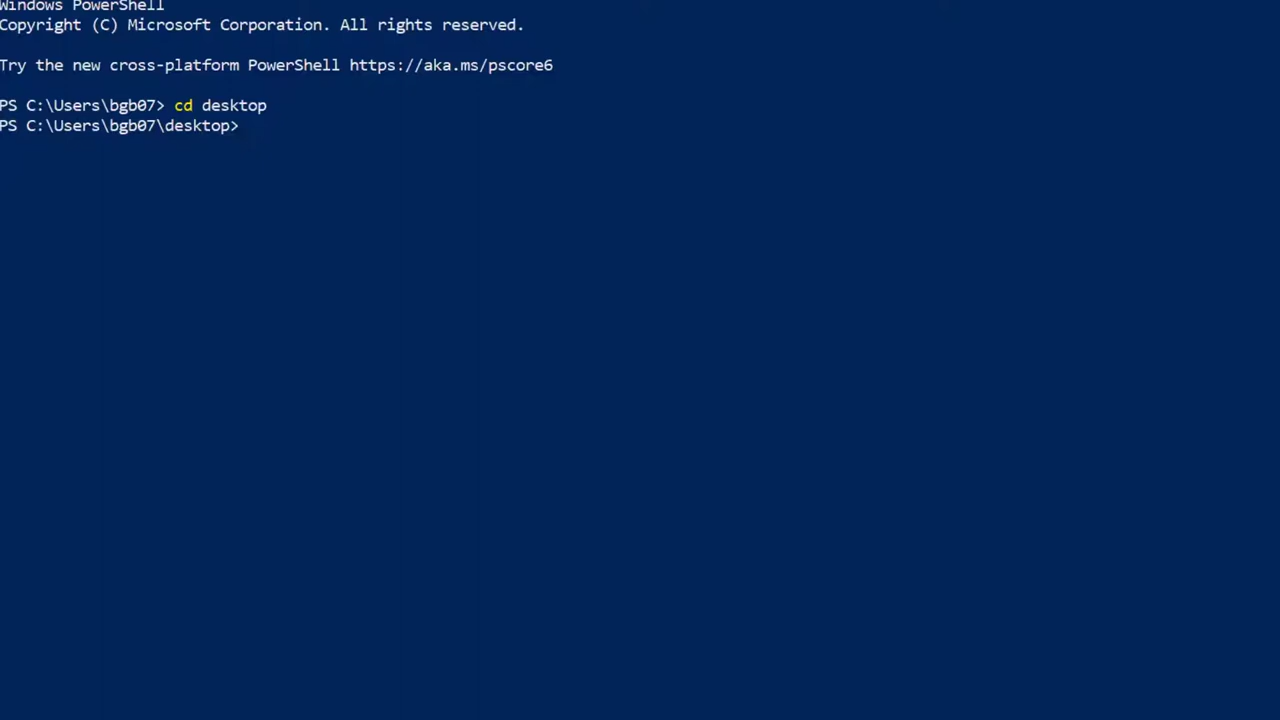 Windows PowerShell
Copyright (C) Microsoft Corporation. All rights reserved.
Try the new cross-platform PowerShell https://aka.ms/pscore6
PS C:\Users\bgb07> cd desktop
PS C:\Users\bgb07\desktop>